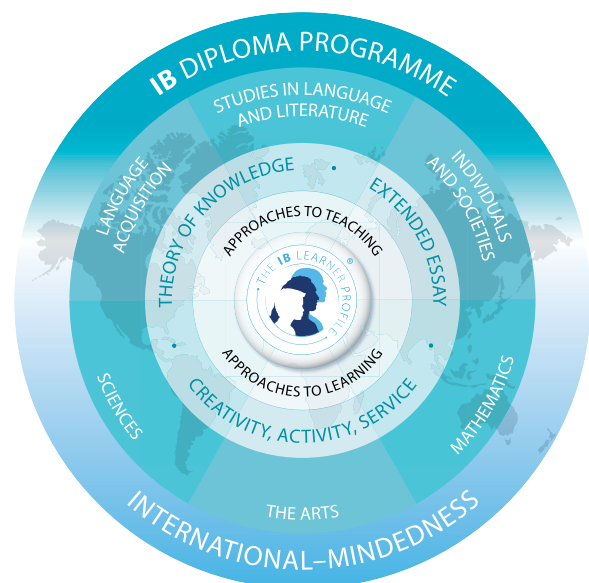 IB DIPLOMA PROGRAMME
STUDIES IN LANGUAGE
AND LITERATURE
LANGUAGE
ACQUISITION
INDIVIDUALS
AND SOCIETIES
THEORY OF KNOWLEDGE
EXTENDED ESSAY
APPROACHES TO TEACHING
THE IB LEARNER PROFILE
®
APPROACHES TO LEARNING
CREATIVITY, ACTIVITY, SERVICE
SCIENCES
MATHEMATICS
THE ARTS
INTERNATIONAL–MINDEDNESS